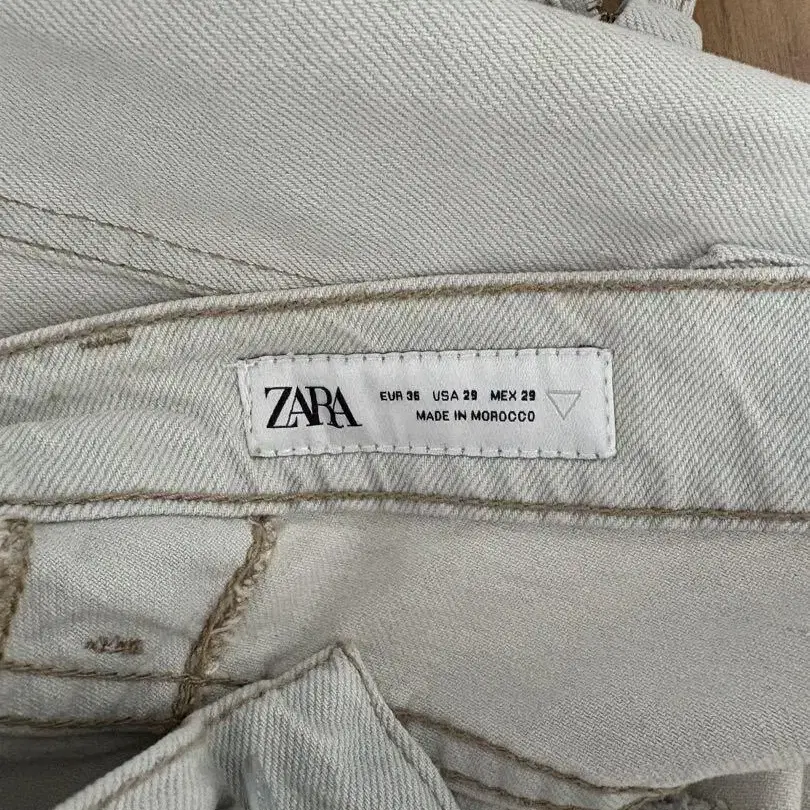 ZARA
EUR 36 USA 29 MEX 29
MADE IN MOROCCO